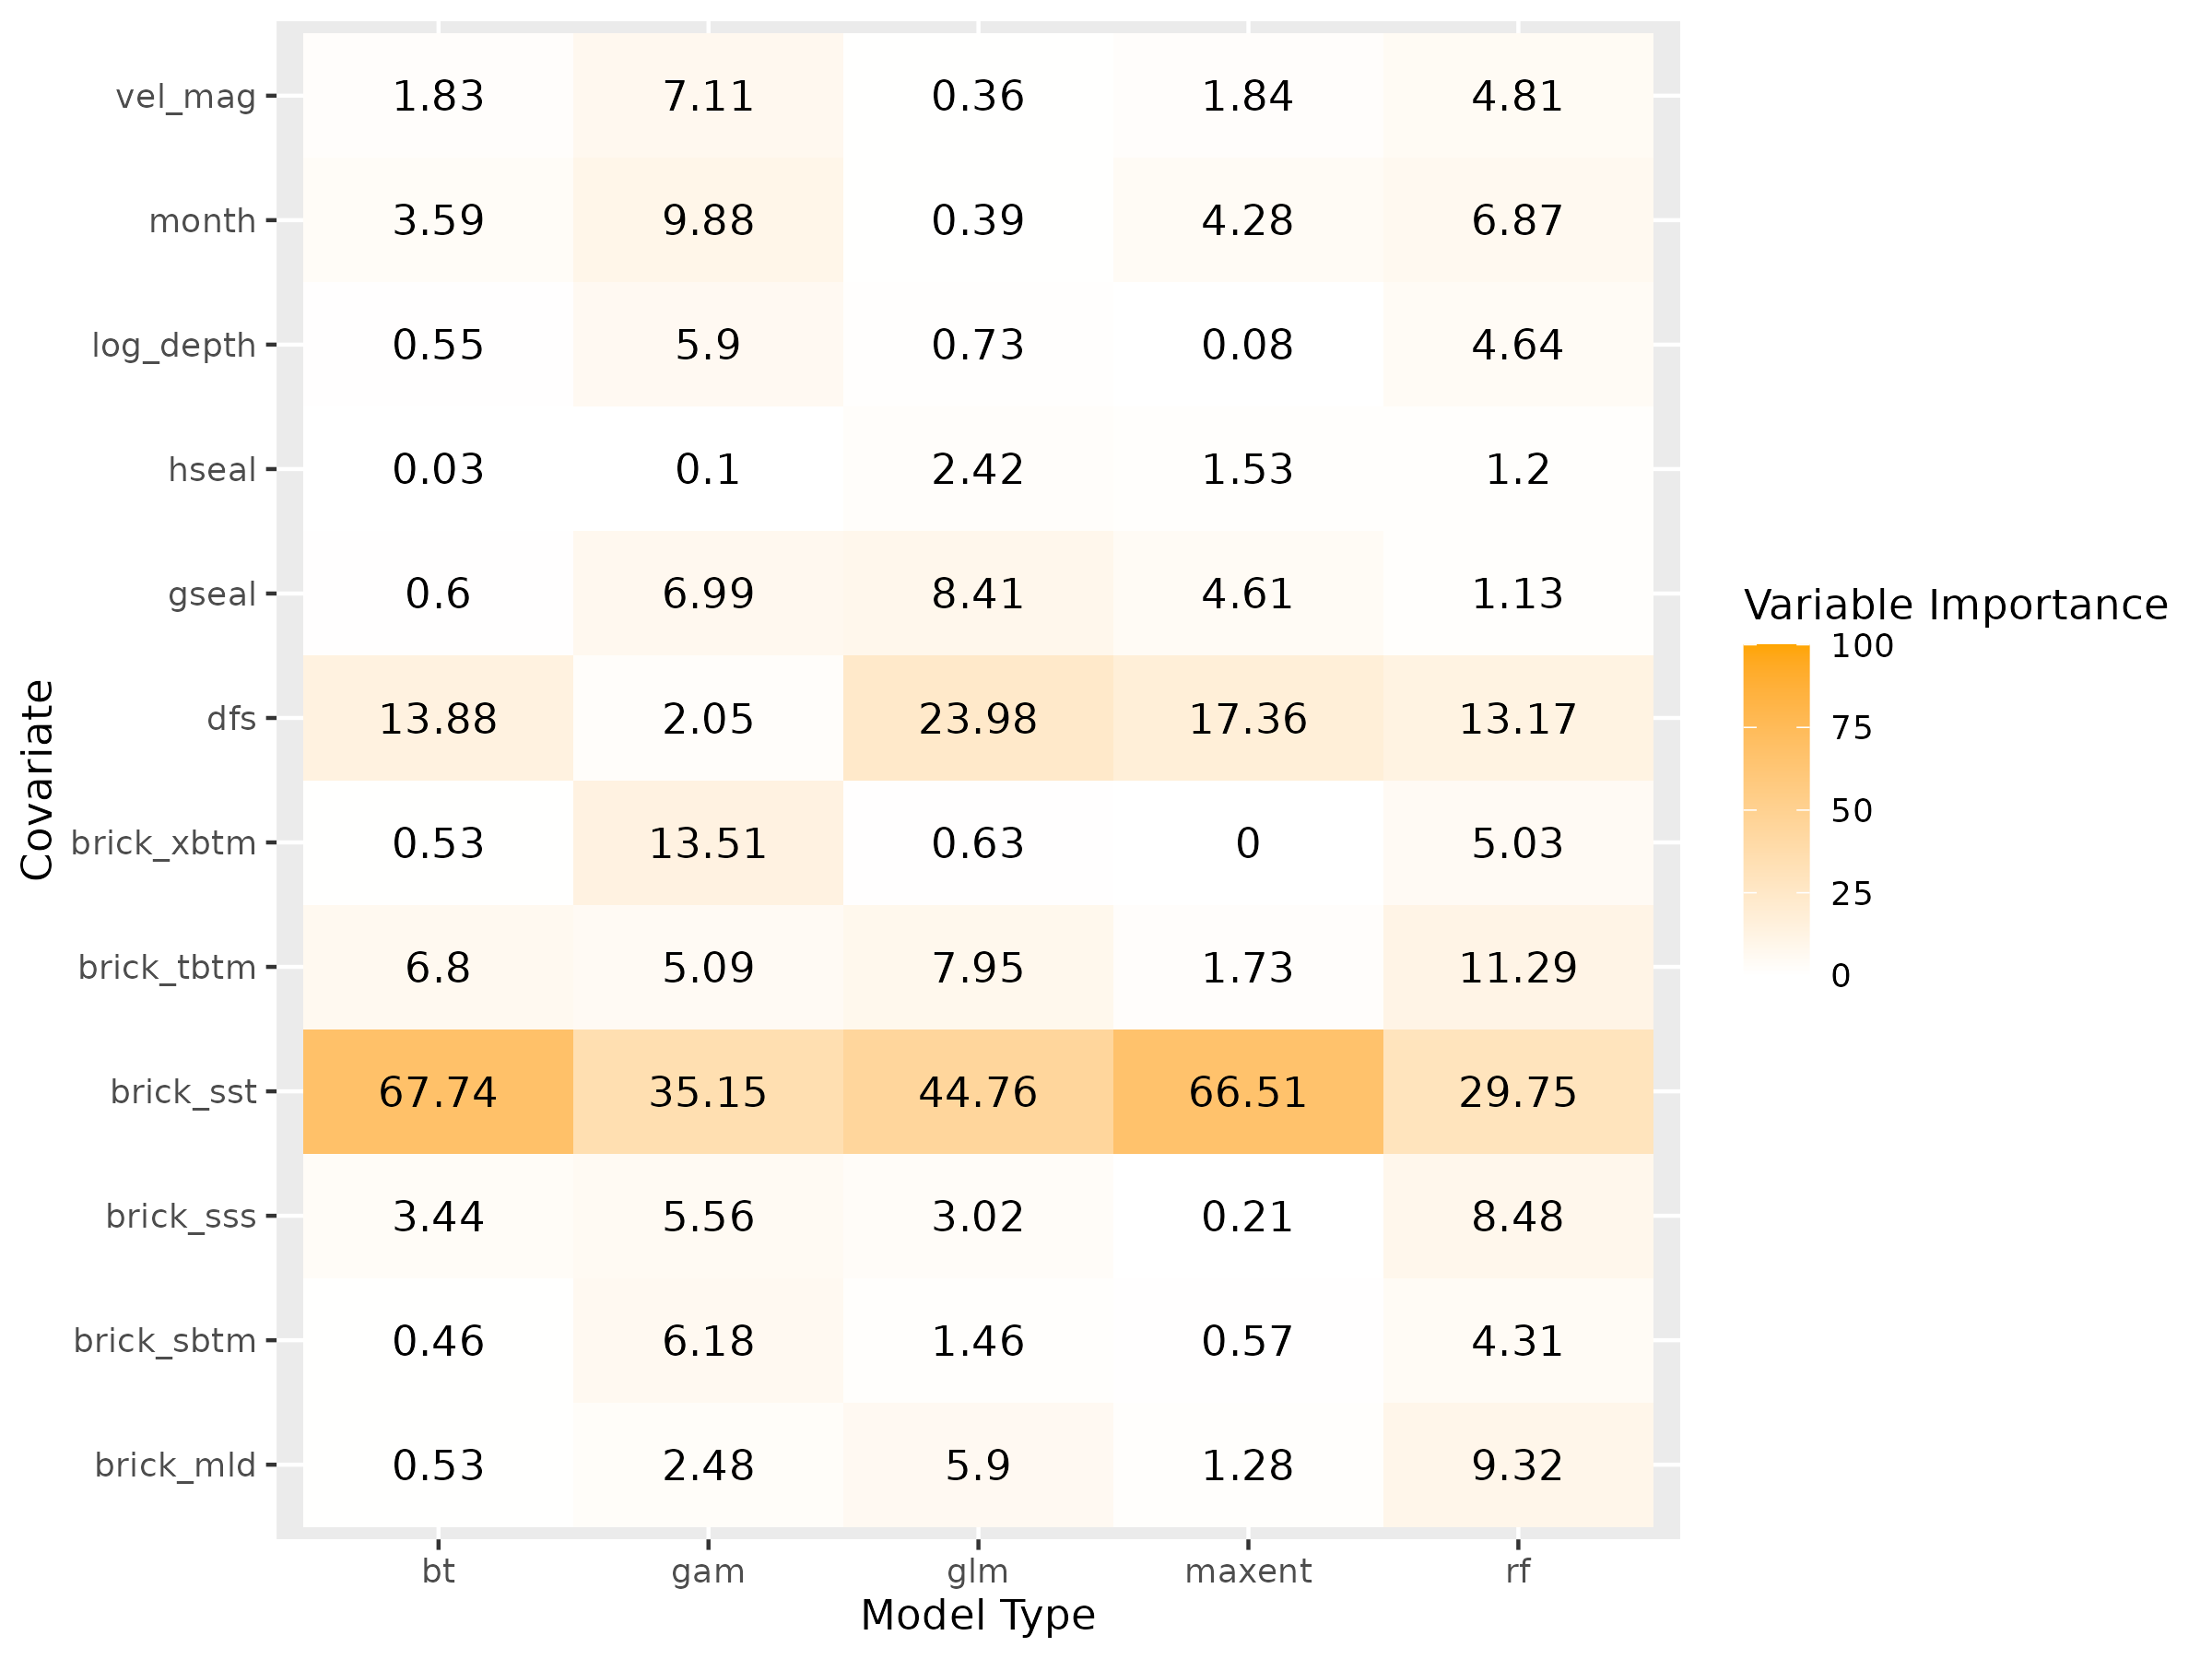 vel_mag 1.83 7.11 0.36 1.84 4.81
month 3.59 9.88 0.39 4.28 6.87
log_depth 0.55 5.9 0.73 0.08 4.64
hseal 0.03 0.1 2.42 1.53 1.2
gseal 0.6 6.99 8.41 4.61 1.13
dfs 13.88 2.05 23.98 17.36 13.17
brick_xbtm 0.53 13.51 0.63 0 5.03
brick_tbtm 6.8 5.09 7.95 1.73 11.29
brick_sst 67.74 35.15 44.76 66.51 29.75
brick_sss 3.44 5.56 3.02 0.21 8.48
brick_sbtm 0.46 6.18 1.46 0.57 4.31
brick_mld 0.53 2.48 5.9 1.28 9.32
bt gam glm maxent rf
Model Type
Covariate
Variable Importance
100
75
50
25
0